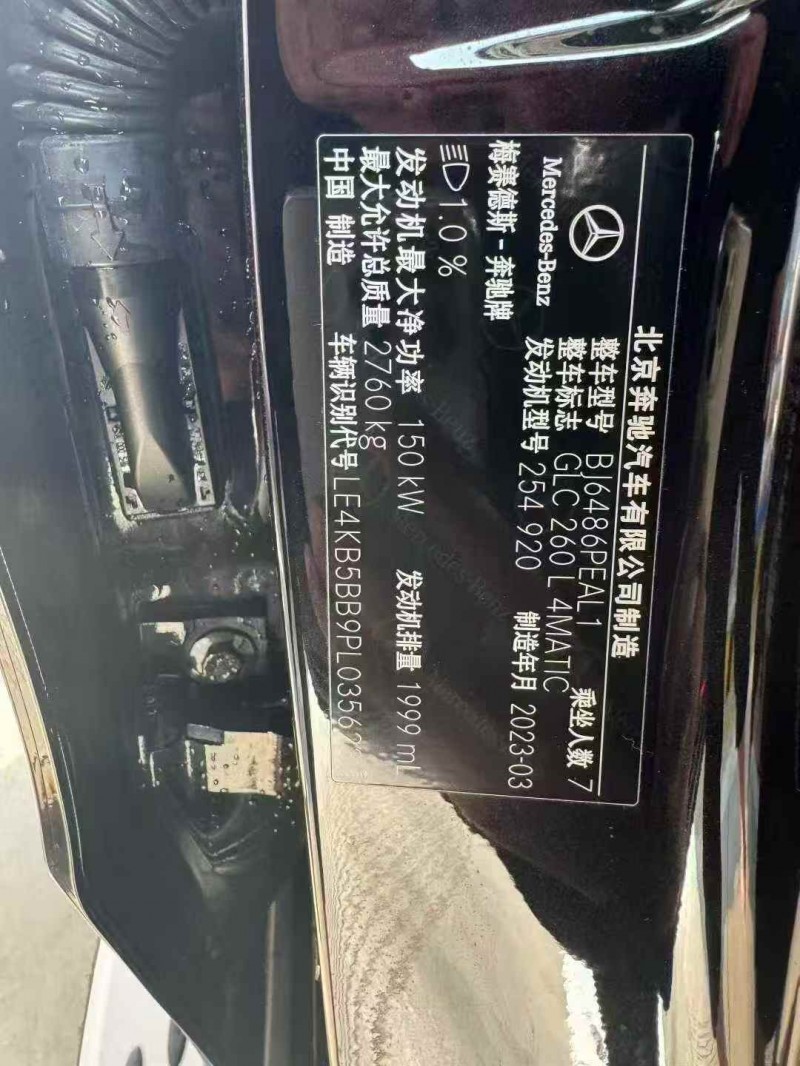 北京奔驰汽车有限公司制造
整车型号 BJ6486PEAL1 乘坐人数 7
整车标志 GLC 260 L 4MATIC
Mercedes-Benz
发动机型号 254 920 制造年月 2023-03
梅赛德斯-奔驰牌
1.0 %
发动机最大净功率 150 kW 发动机排量 1999 mL
最大允许总质量 2760 kg
中国 制造 车辆识别代号 LE4KB5BB9PL03563